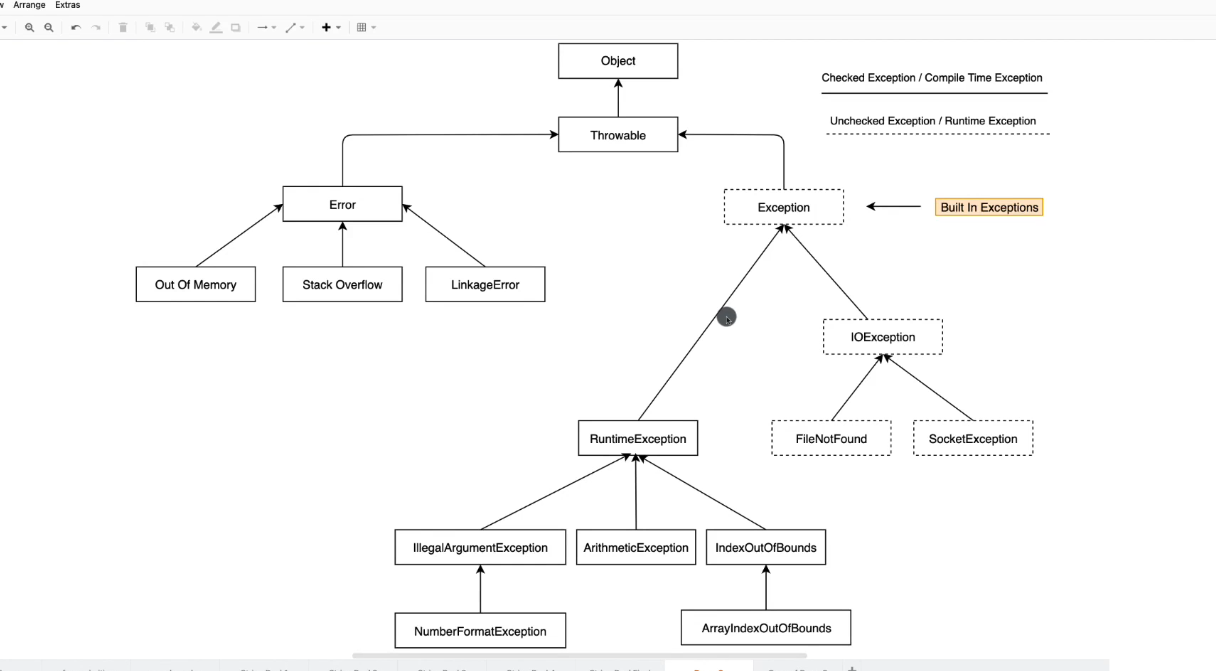 Arrange Extras
Object
Checked Exception / Compile Time Exception
Throwable
Unchecked Exception / Runtime Exception
Error
Exception
Built In Exceptions
Out Of Memory
Stack Overflow
LinkageError
IOException
RuntimeException
FileNotFound
SocketException
IllegalArgumentException
ArithmeticException
IndexOutOfBounds
NumberFormatException
ArrayIndexOutOfBounds